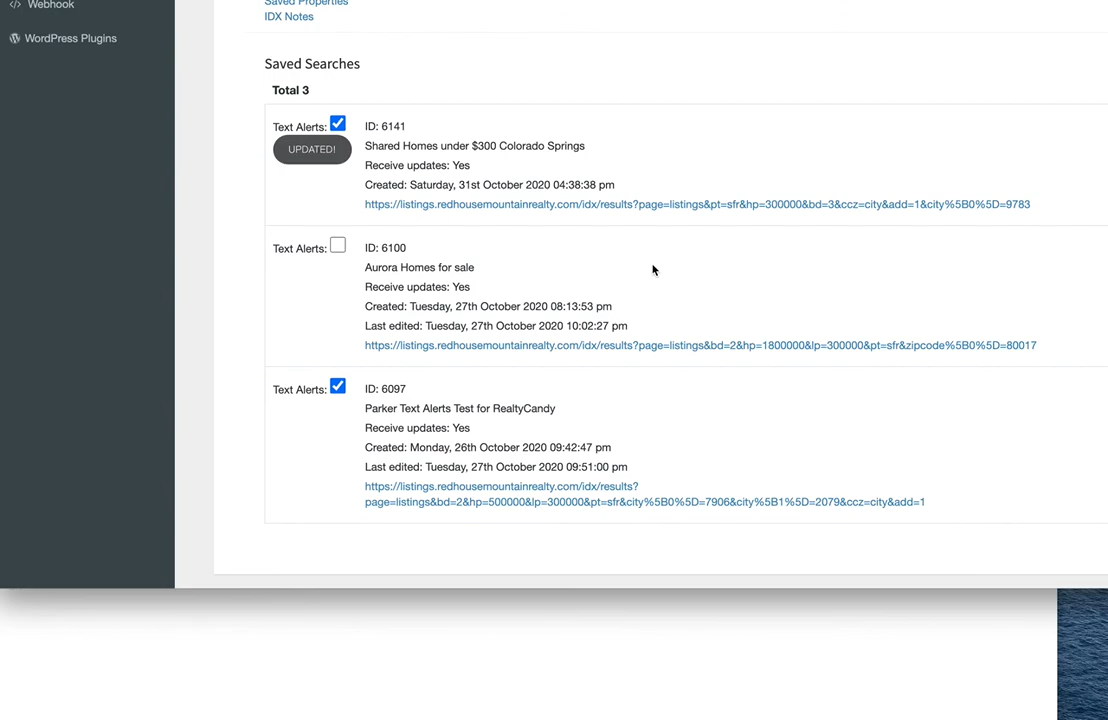 Webhook
Saved Properties
IDX Notes
WordPress Plugins
Saved Searches
Total 3
Text Alerts:
UPDATED!
ID: 6141
Shared Homes under $300 Colorado Springs
Receive updates: Yes
Created: Saturday, 31st October 2020 04:38:38 pm
https://listings.redhousemountainrealty.com/idx/results?page=listings&pt=sfr&hp=300000&bd=3&ccz=city&add=1&city%5B0%5D=9783
Text Alerts:
ID: 6100
Aurora Homes for sale
Receive updates: Yes
Created: Tuesday, 27th October 2020 08:13:53 pm
Last edited: Tuesday, 27th October 2020 10:02:27 pm
https://listings.redhousemountainrealty.com/idx/results?page=listings&bd=2&hp=1800000&lp=300000&pt=sfr&zipcode%5B0%5D=80017
Text Alerts:
ID: 6097
Parker Text Alerts Test for RealtyCandy
Receive updates: Yes
Created: Monday, 26th October 2020 09:42:47 pm
Last edited: Tuesday, 27th October 2020 09:51:00 pm
https://listings.redhousemountainrealty.com/idx/results?
page=listings&bd=2&hp=500000&lp=300000&pt=sfr&city%5B0%5D=7906&city%5B1%5D=2079&ccz=city&add=1